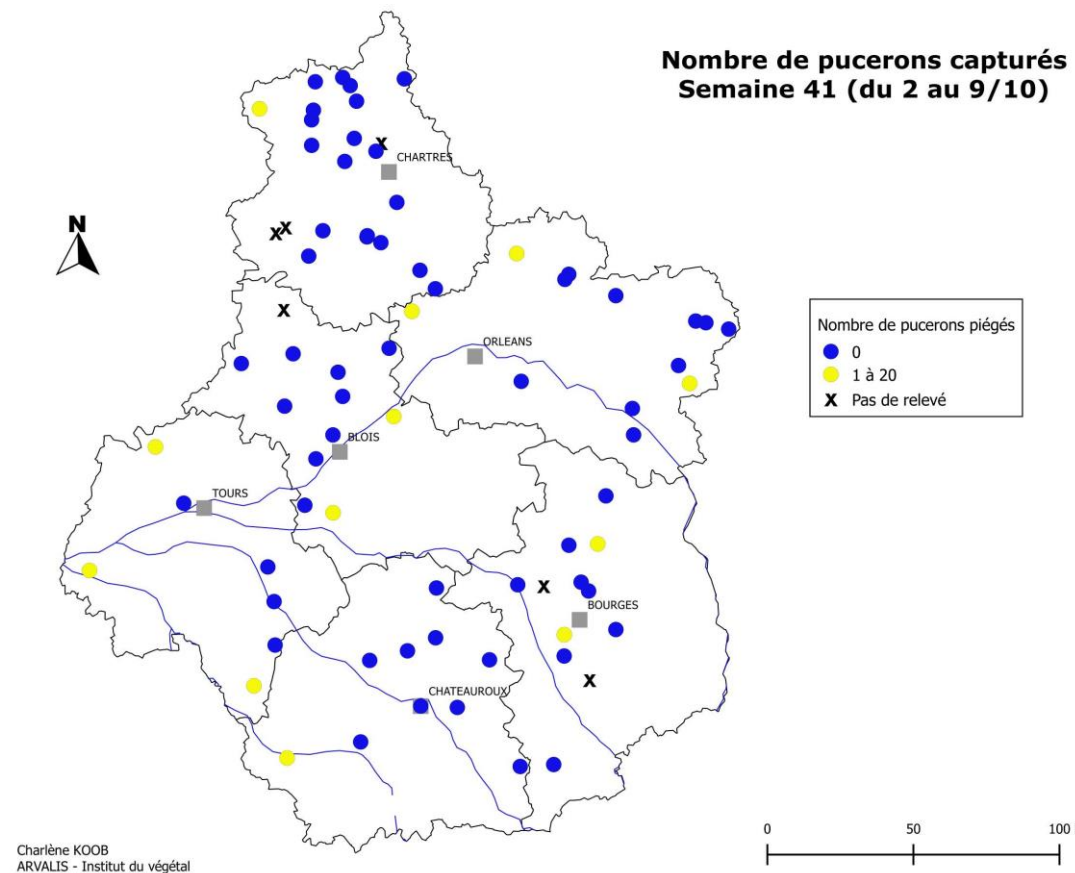 Nombre de pucerons capturés
Semaine 41 (du 2 au 9/10)
X
CHARTRES
N
X X
X
ORLEANS
Nombre de pucerons piégés
0
1 à 20
X Pas de relevé
BLOIS
TOURS
X
BOURGES
X
CHATEAUROUX
0 50 100
Charlène KOOB
ARVALIS - Institut du végétal